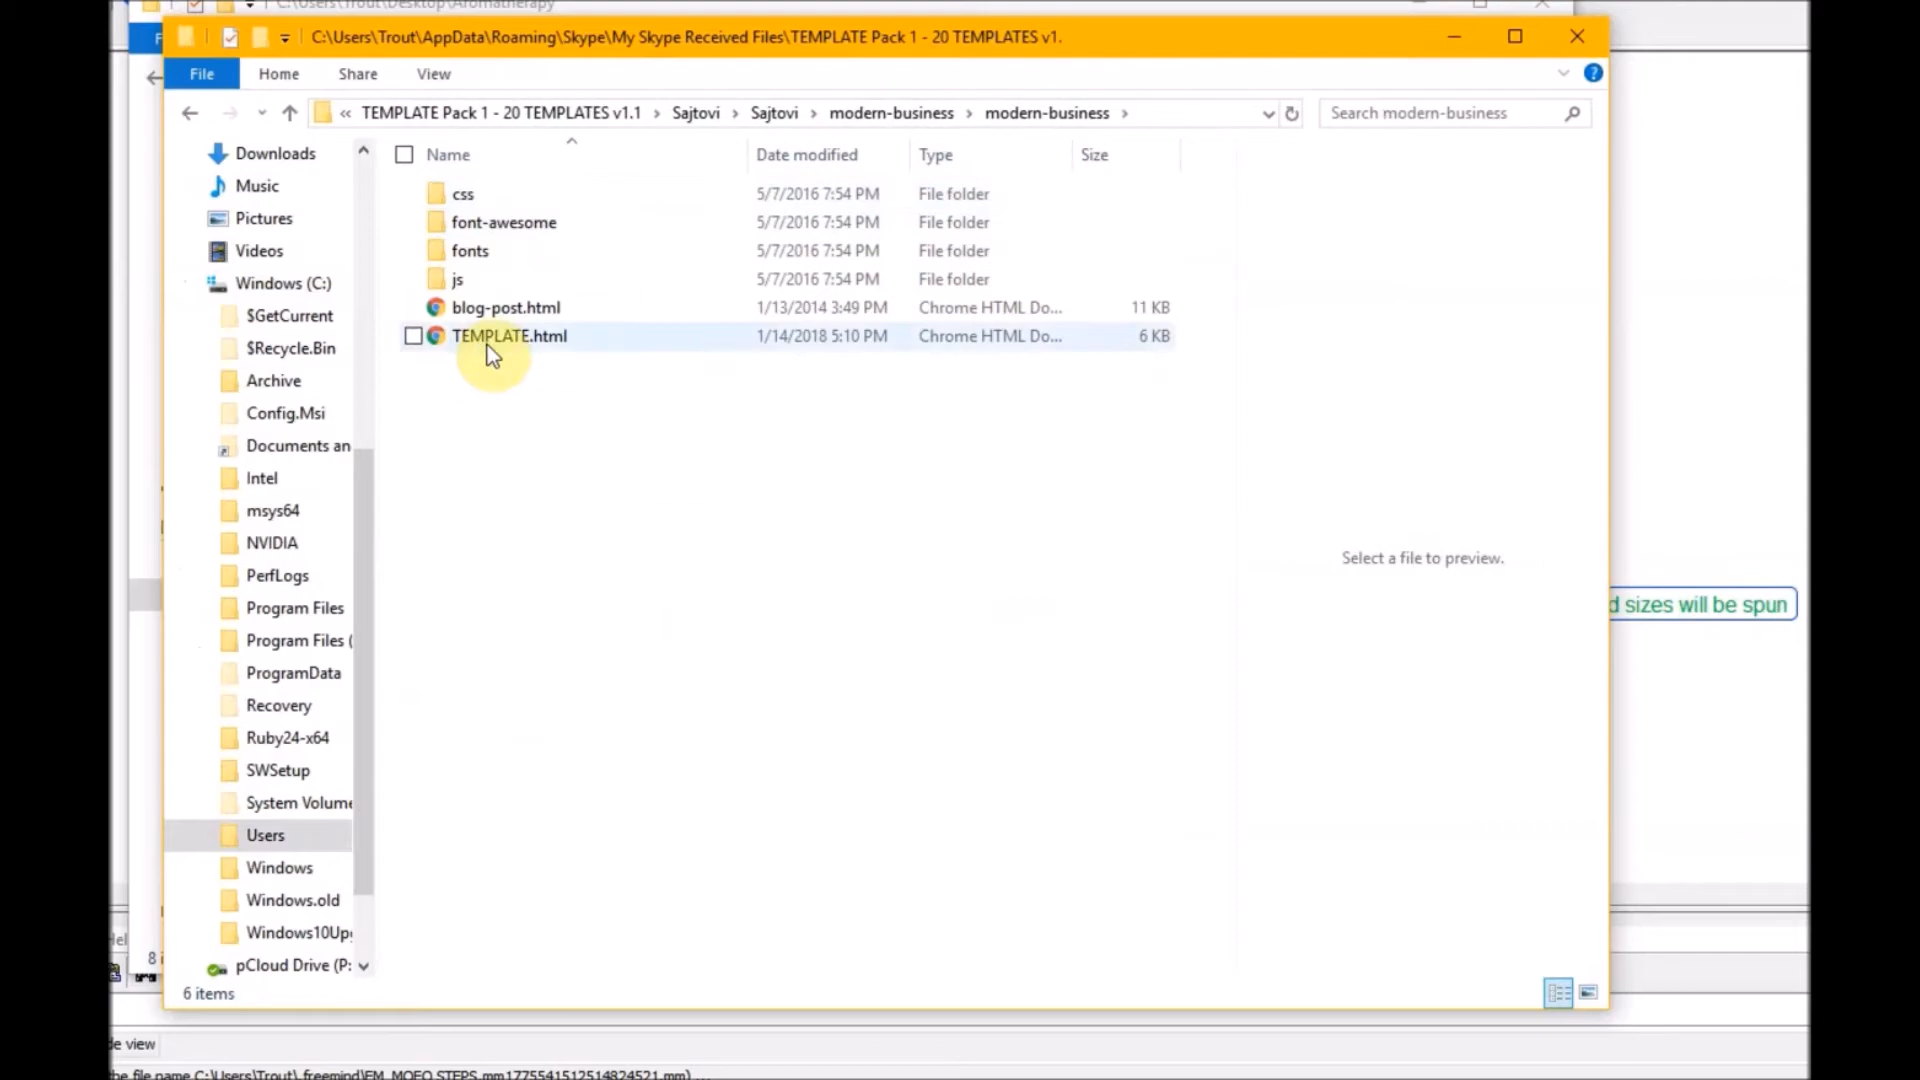 C:\Users\Trout\Desktop\Aromatherapy
C:\Users\Trout\AppData\Roaming\Skype\My Skype Received Files\TEMPLATE Pack 1 - 20 TEMPLATES v1.
File Home Share View
« TEMPLATE Pack 1 - 20 TEMPLATES v1.1 > Sajtovi > Sajtovi > modern-business > modern-business >
Search modern-business
Name Date modified Type Size
css 5/7/2016 7:54 PM File folder
font-awesome 5/7/2016 7:54 PM File folder
fonts 5/7/2016 7:54 PM File folder
js 5/7/2016 7:54 PM File folder
blog-post.html 1/13/2014 3:49 PM Chrome HTML Do... 11 KB
TEMPLATE.html 1/14/2018 5:10 PM Chrome HTML Do... 6 KB
Downloads
Music
Pictures
Videos
Windows (C:)
$GetCurrent
$Recycle.Bin
Archive
Config.Msi
Documents an
Intel
msys64
NVIDIA
PerfLogs
Program Files
Program Files (
ProgramData
Recovery
Ruby24-x64
SWSetup
System Volume
Users
Windows
Windows.old
Windows10Upg
pCloud Drive (P:
Select a file to preview.
d sizes will be spun
6 items
Hel
8 i
de view
the file name C:\Users\Trout\.freemind\FM_MOFO STEPS.mm1775541512514824521.mm) ...